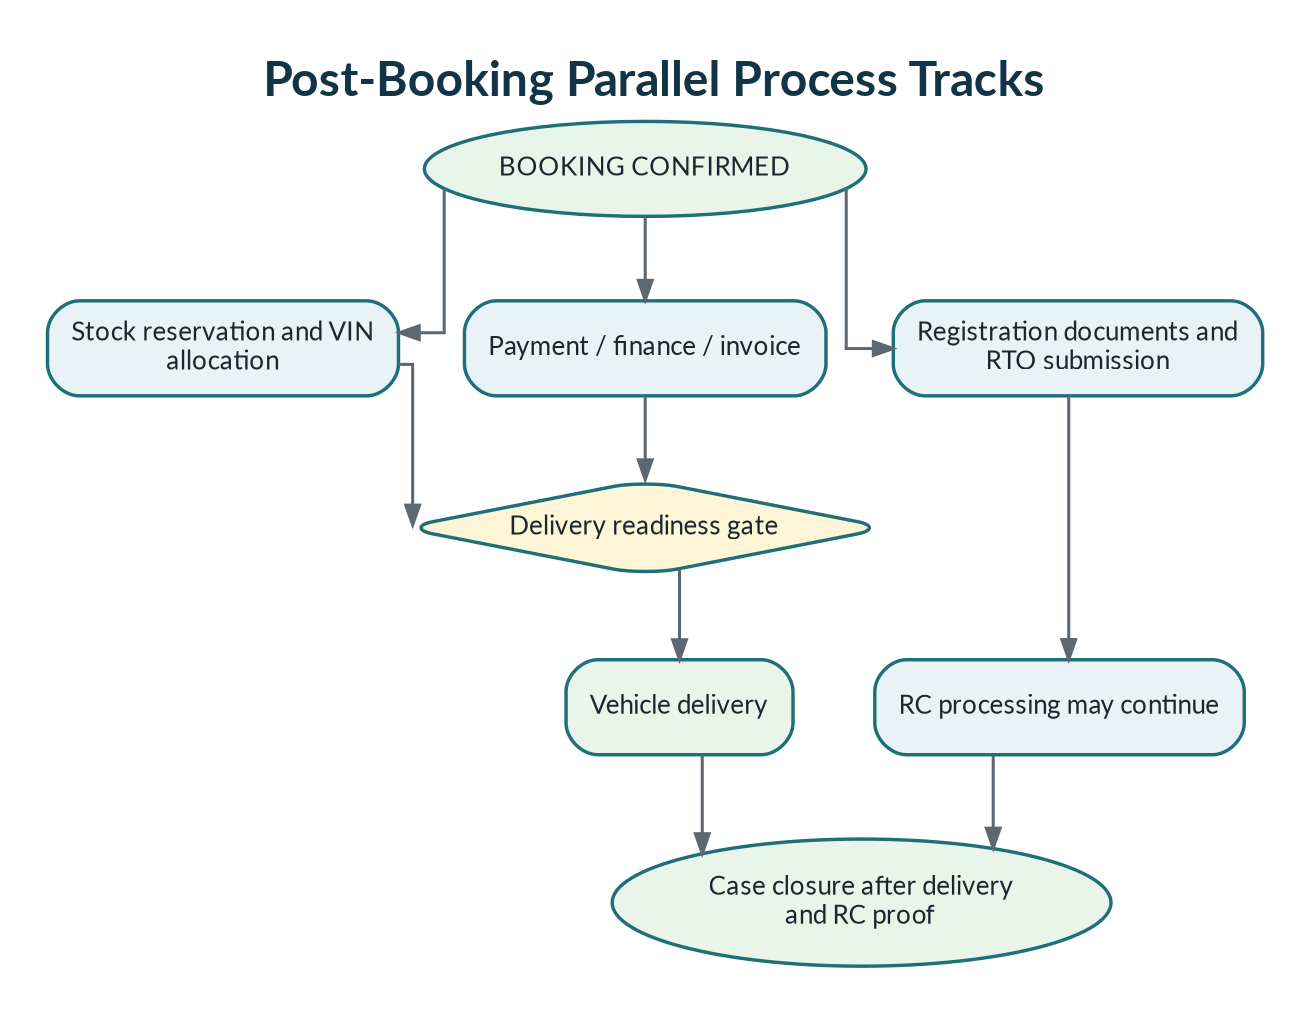 Post-Booking Parallel Process Tracks
BOOKING CONFIRMED
Stock reservation and VIN
allocation
Payment / finance / invoice
Registration documents and
RTO submission
Delivery readiness gate
Vehicle delivery
RC processing may continue
Case closure after delivery
and RC proof